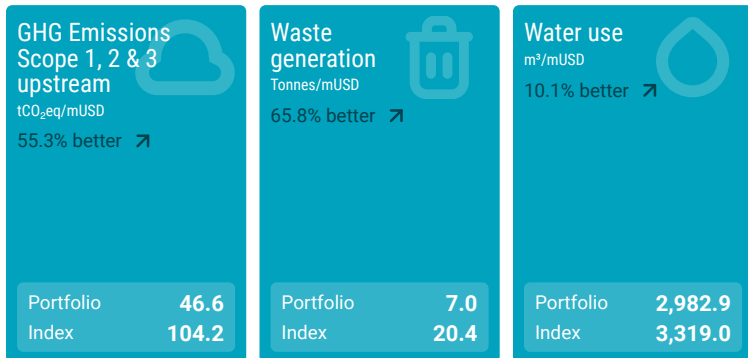 GHG Emissions
Scope 1, 2 & 3
upstream
tCO₂eq/mUSD
55.3% better
Portfolio 46.6
Index 104.2
Waste
generation
Tonnes/mUSD
65.8% better
Portfolio 7.0
Index 20.4
Water use
m³/mUSD
10.1% better
Portfolio 2,982.9
Index 3,319.0